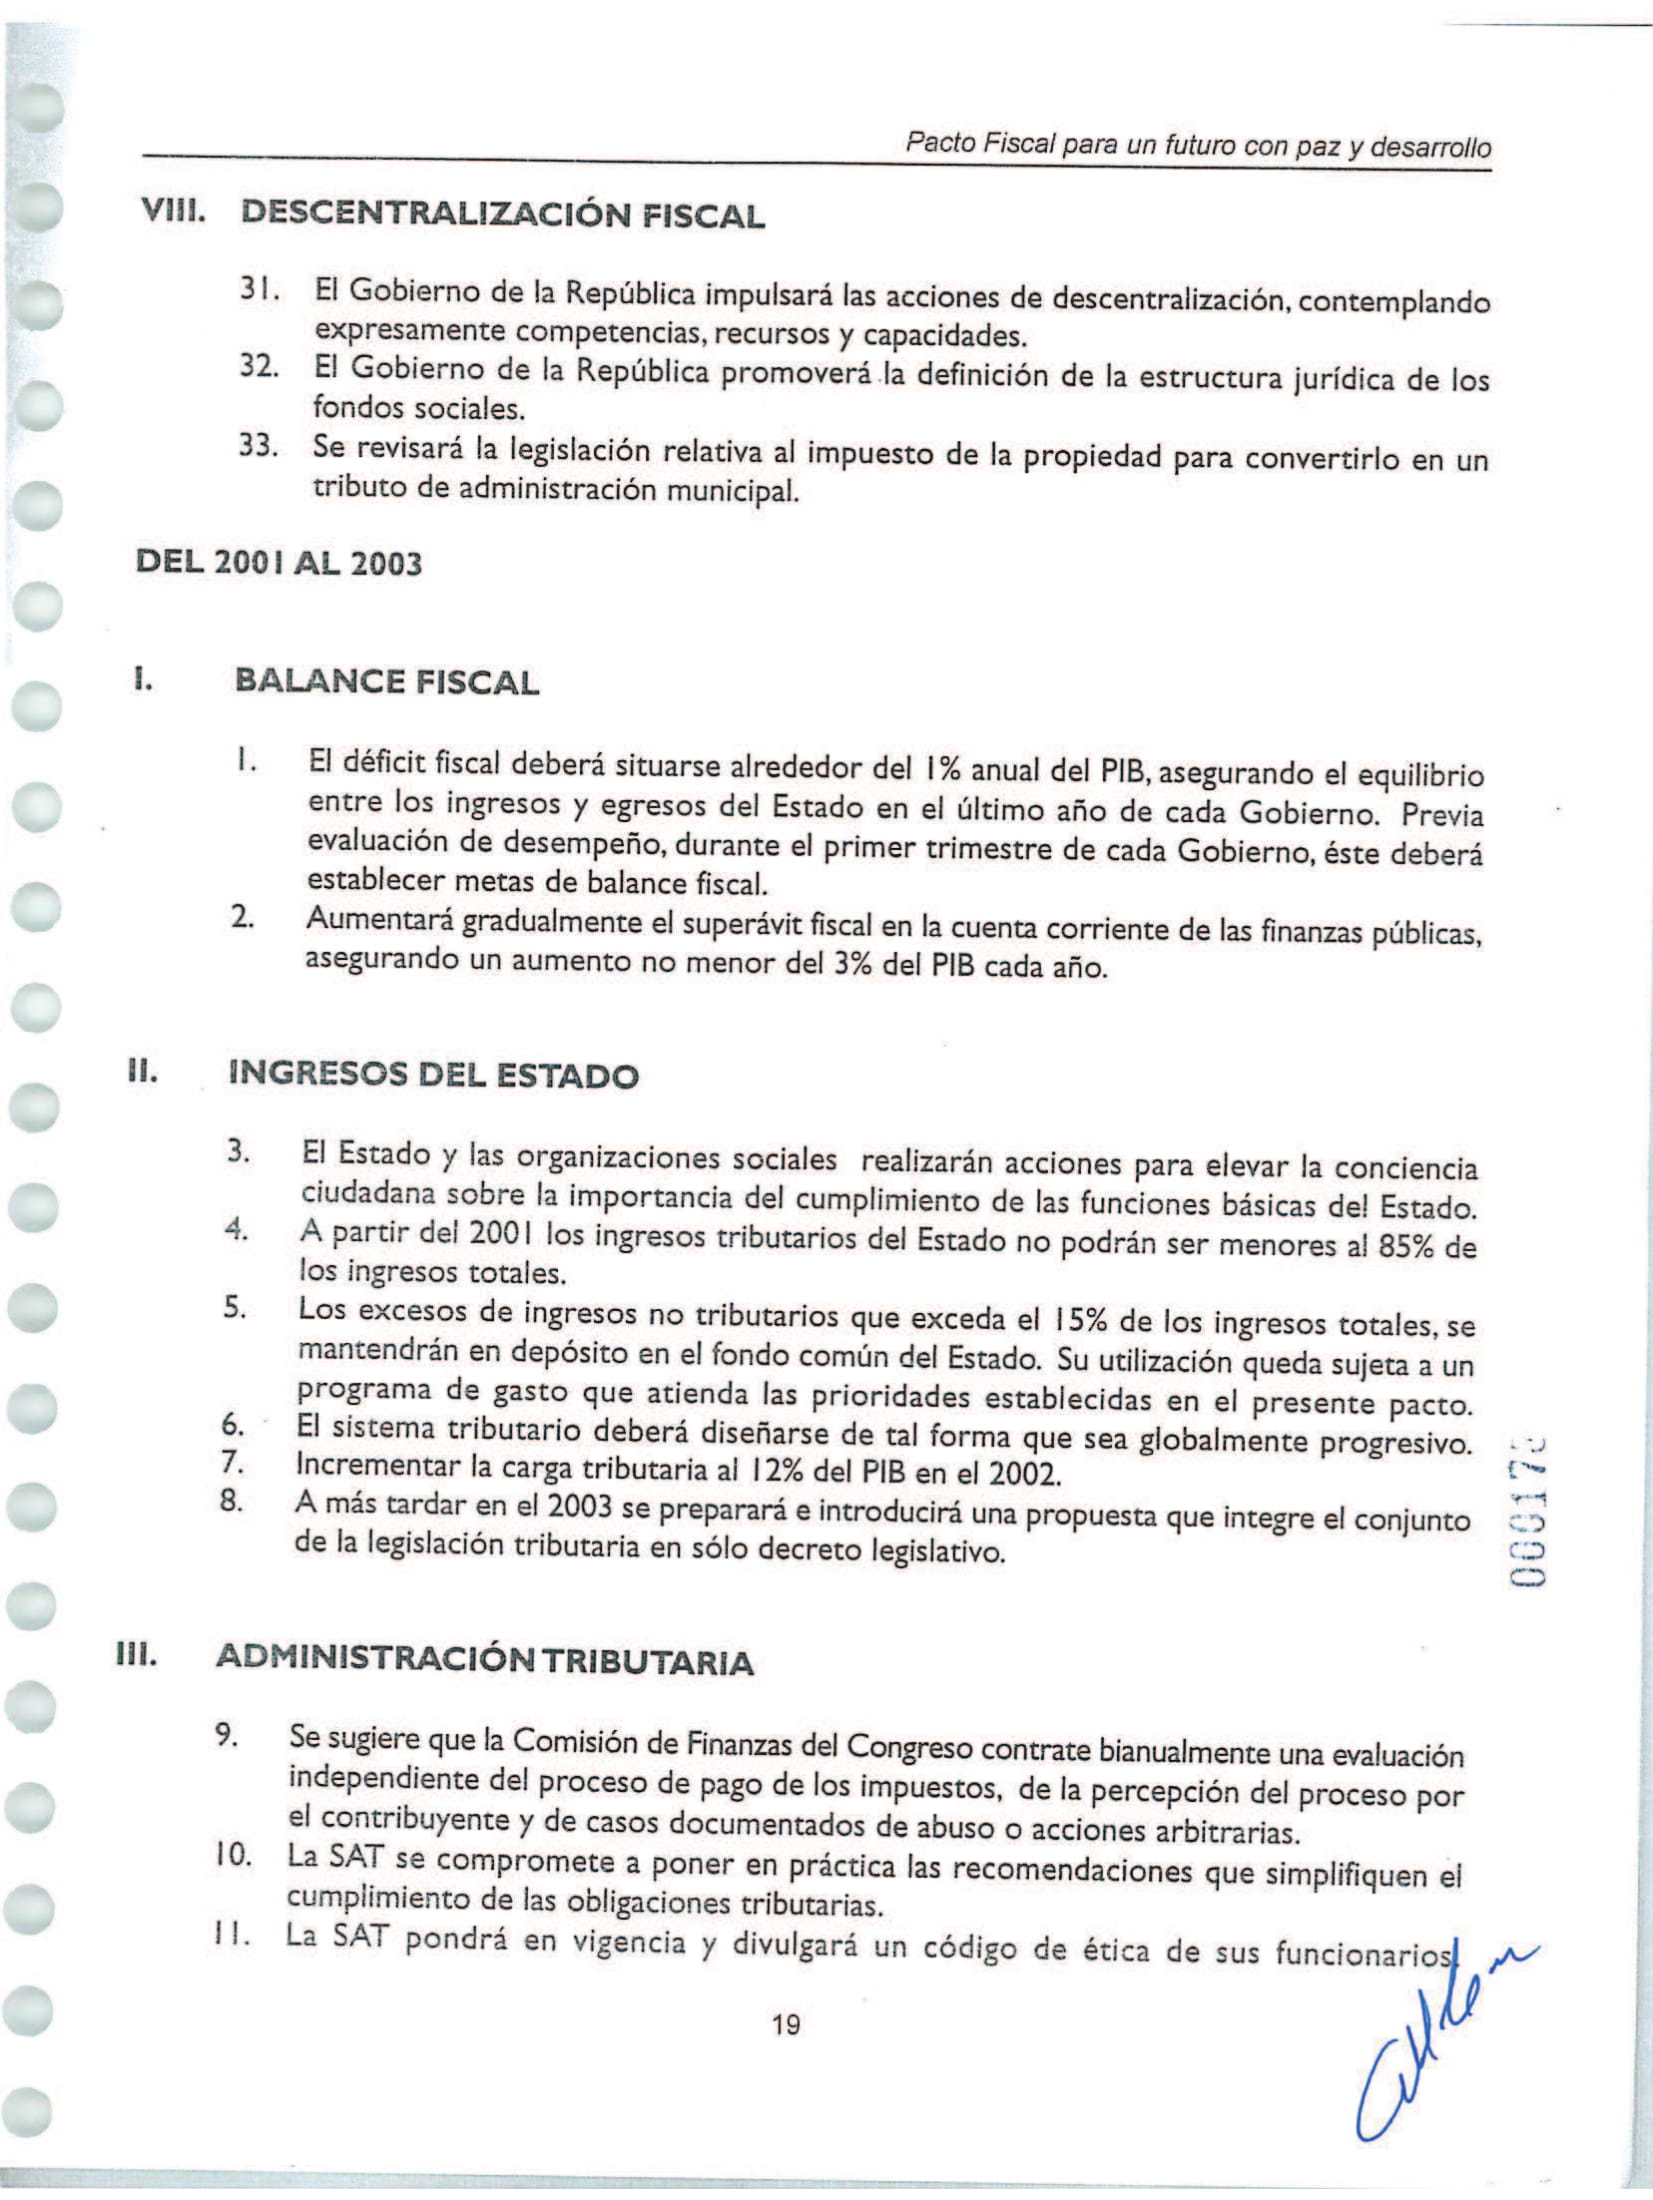 Pacto Fiscal para un futuro con paz y desarrollo
VIII. DESCENTRALIZACIÓN FISCAL
31. El Gobierno de la República impulsará las acciones de descentralización, contemplando
expresamente competencias, recursos y capacidades.
32. El Gobierno de la República promoverá la definición de la estructura jurídica de los
fondos sociales.
33. Se revisará la legislación relativa al impuesto de la propiedad para convertirlo en un
tributo de administración municipal.
DEL 2001 AL 2003
I. BALANCE FISCAL
1. El déficit fiscal deberá situarse alrededor del 1% anual del PIB, asegurando el equilibrio
entre los ingresos y egresos del Estado en el último año de cada Gobierno. Previa
evaluación de desempeño, durante el primer trimestre de cada Gobierno, éste deberá
establecer metas de balance fiscal.
2. Aumentará gradualmente el superávit fiscal en la cuenta corriente de las finanzas públicas,
asegurando un aumento no menor del 3% del PIB cada año.
II. INGRESOS DEL ESTADO
3. El Estado y las organizaciones sociales realizarán acciones para elevar la conciencia
ciudadana sobre la importancia del cumplimiento de las funciones básicas del Estado.
4. A partir del 2001 los ingresos tributarios del Estado no podrán ser menores al 85% de
los ingresos totales.
5. Los excesos de ingresos no tributarios que exceda el 15% de los ingresos totales, se
mantendrán en depósito en el fondo común del Estado. Su utilización queda sujeta a un
programa de gasto que atienda las prioridades establecidas en el presente pacto.
6. El sistema tributario deberá diseñarse de tal forma que sea globalmente progresivo.
7. Incrementar la carga tributaria al 12% del PIB en el 2002.
8. A más tardar en el 2003 se preparará e introducirá una propuesta que integre el conjunto
de la legislación tributaria en sólo decreto legislativo.
III. ADMINISTRACIÓN TRIBUTARIA
9. Se sugiere que la Comisión de Finanzas del Congreso contrate bianualmente una evaluación
independiente del proceso de pago de los impuestos, de la percepción del proceso por
el contribuyente y de casos documentados de abuso o acciones arbitrarias.
10. La SAT se compromete a poner en práctica las recomendaciones que simplifiquen el
cumplimiento de las obligaciones tributarias.
11. La SAT pondrá en vigencia y divulgará un código de ética de sus funcionarios.
19